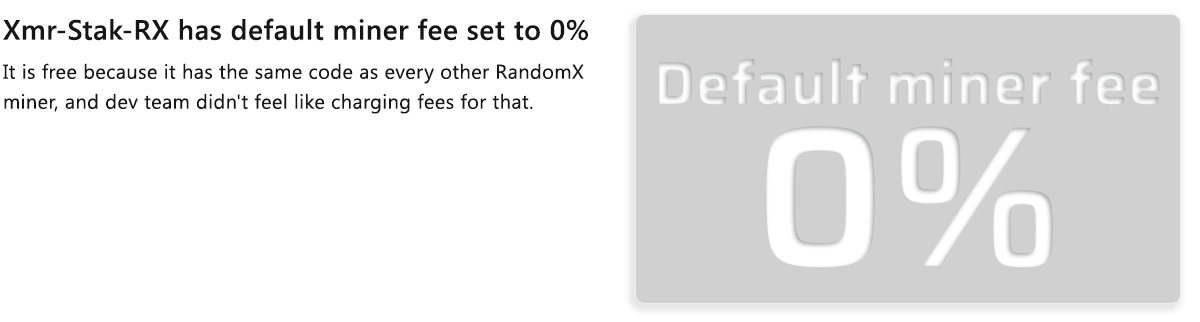 Xmr-Stak-RX has default miner fee set to 0%
It is free because it has the same code as every other RandomX
miner, and dev team didn't feel like charging fees for that.
Default miner fee
0%